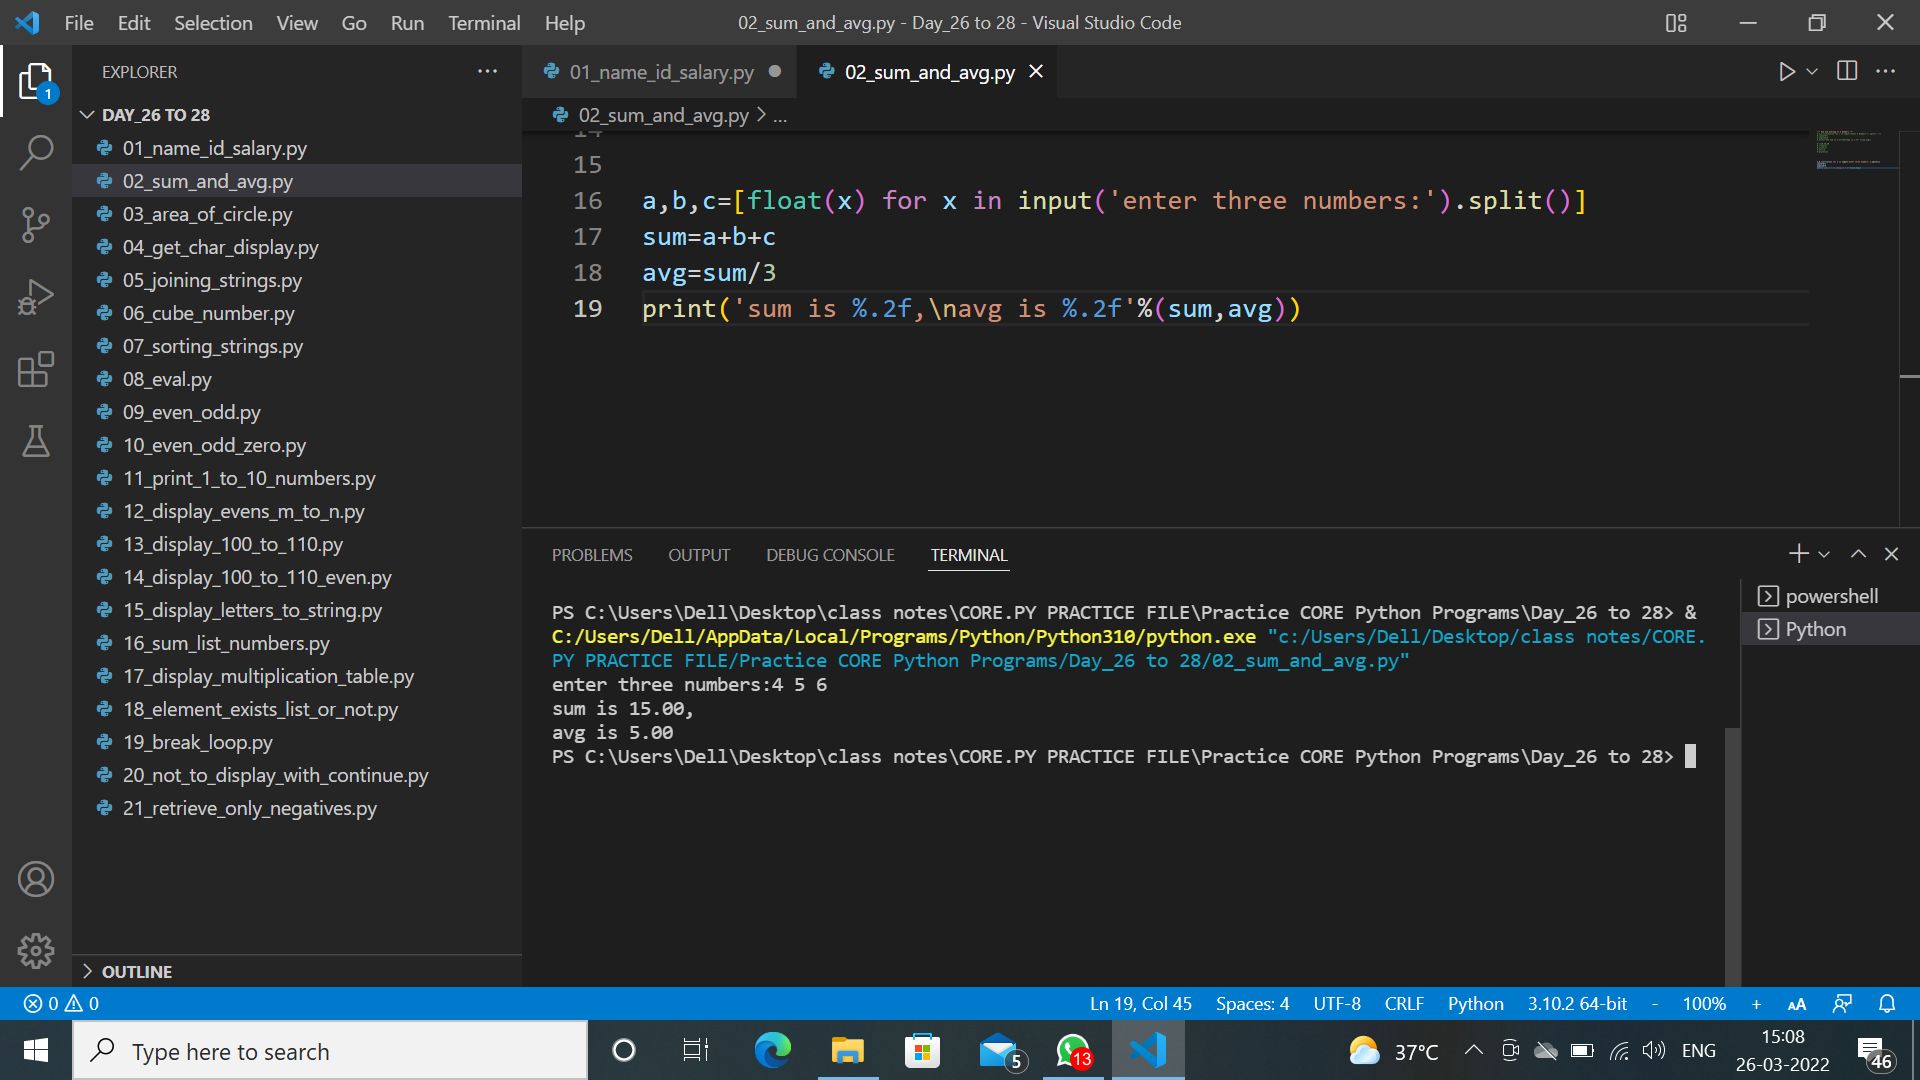 File Edit Selection View Go Run Terminal Help
02_sum_and_avg.py - Day_26 to 28 - Visual Studio Code
1
EXPLORER
DAY_26 TO 28
01_name_id_salary.py
02_sum_and_avg.py
03_area_of_circle.py
04_get_char_display.py
05_joining_strings.py
06_cube_number.py
07_sorting_strings.py
08_eval.py
09_even_odd.py
10_even_odd_zero.py
11_print_1_to_10_numbers.py
12_display_evens_m_to_n.py
13_display_100_to_110.py
14_display_100_to_110_even.py
15_display_letters_to_string.py
16_sum_list_numbers.py
17_display_multiplication_table.py
18_element_exists_list_or_not.py
19_break_loop.py
20_not_to_display_with_continue.py
21_retrieve_only_negatives.py
OUTLINE
01_name_id_salary.py
02_sum_and_avg.py
02_sum_and_avg.py > ...
14
15
16 a,b,c=[float(x) for x in input('enter three numbers:').split()]
17 sum=a+b+c
18 avg=sum/3
19 print('sum is %.2f,\navg is %.2f'%(sum,avg))
PROBLEMS OUTPUT DEBUG CONSOLE TERMINAL
PS C:\Users\Dell\Desktop\class notes\CORE.PY PRACTICE FILE\Practice CORE Python Programs\Day_26 to 28> &
C:/Users/Dell/AppData/Local/Programs/Python/Python310/python.exe "c:/Users/Dell/Desktop/class notes/CORE.
PY PRACTICE FILE/Practice CORE Python Programs/Day_26 to 28/02_sum_and_avg.py"
enter three numbers:4 5 6
sum is 15.00,
avg is 5.00
PS C:\Users\Dell\Desktop\class notes\CORE.PY PRACTICE FILE\Practice CORE Python Programs\Day_26 to 28>
powershell
Python
0 0
Ln 19, Col 45 Spaces: 4 UTF-8 CRLF Python 3.10.2 64-bit - 100% + AA
Type here to search
5
13
37°C
ENG
15:08
26-03-2022
46